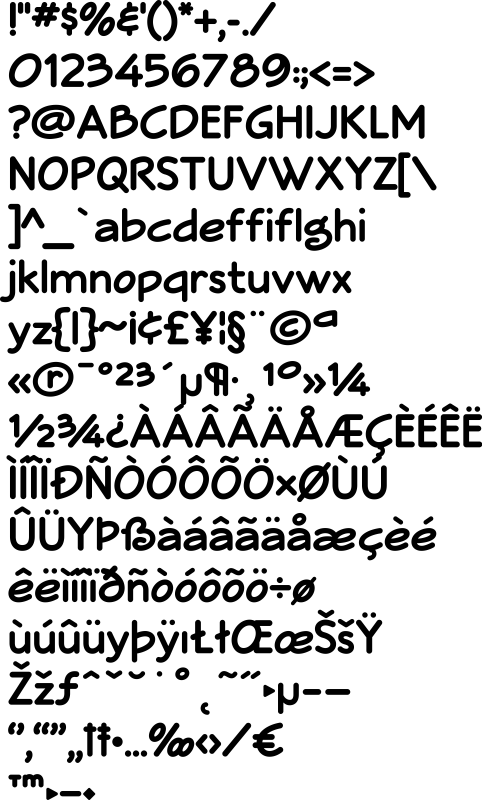 !"#$%&'()*+,-./
0123456789:;<=>
?@ABCDEFGHIJKLM
NOPQRSTUVWXYZ[\
]^_`abcdefﬁﬂghi
jklmnopqrstuvwx
yz{|}~¡¢£¥¦§¨©ª
«®¯°²³´µ¶·¸¹º»¼
½¾¿ÀÁÂÃÄÅÆÇÈÉÊË
ÌÍÎÏÐÑÒÓÔÕÖ×ØÙÚ
ÛÜÝÞßàáâãäåæçèé
êëìíîïðñòóôõö÷ø
ùúûüýþÿıŁłŒœŠšŸ
Žžƒˆˇ˘˙˚˛˜˝‣μ–—
‘’‚“”„†‡•…‰‹›⁄€
™‣−·